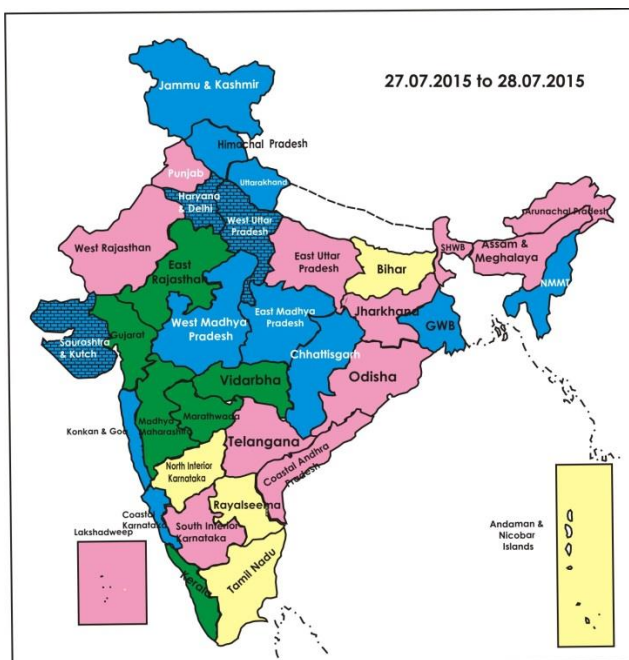 27.07.2015 to 28.07.2015
Jammu & Kashmir
Himachal Pradesh
Punjab
Uttarakhand
Haryana
& Delhi
West Uttar
Pradesh
Arunachal Pradesh
West Rajasthan
East
Rajasthan
East Uttar
Pradesh
Bihar
SHWB
Assam &
Meghalaya
NMMT
Saurashtra
& Kutch
Gujarat
West Madhya
Pradesh
East Madhya
Pradesh
Jharkhand
GWB
Chhattisgarh
Odisha
Vidarbha
Konkan & Goa
Madhya
Maharashtra
Marathwada
Telangana
Coastal Andhra
Pradesh
North Interior
Karnataka
Rayalseema
Coastal
Karnataka
South Interior
Karnataka
Lakshadweep
Kerala
Tamil Nadu
Andaman &
Nicobar
Islands